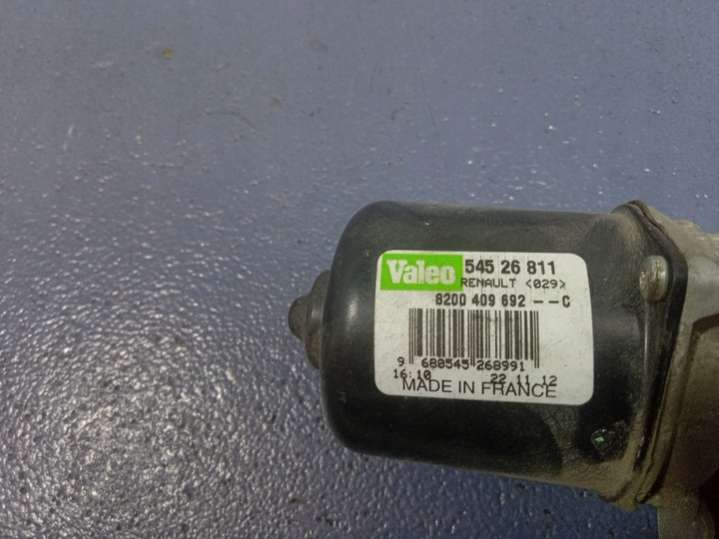 Valeo 545 26 811
RENAULT <029>
8200 409 692 --C
9 680545 268991
16:10 22 11 12
MADE IN FRANCE